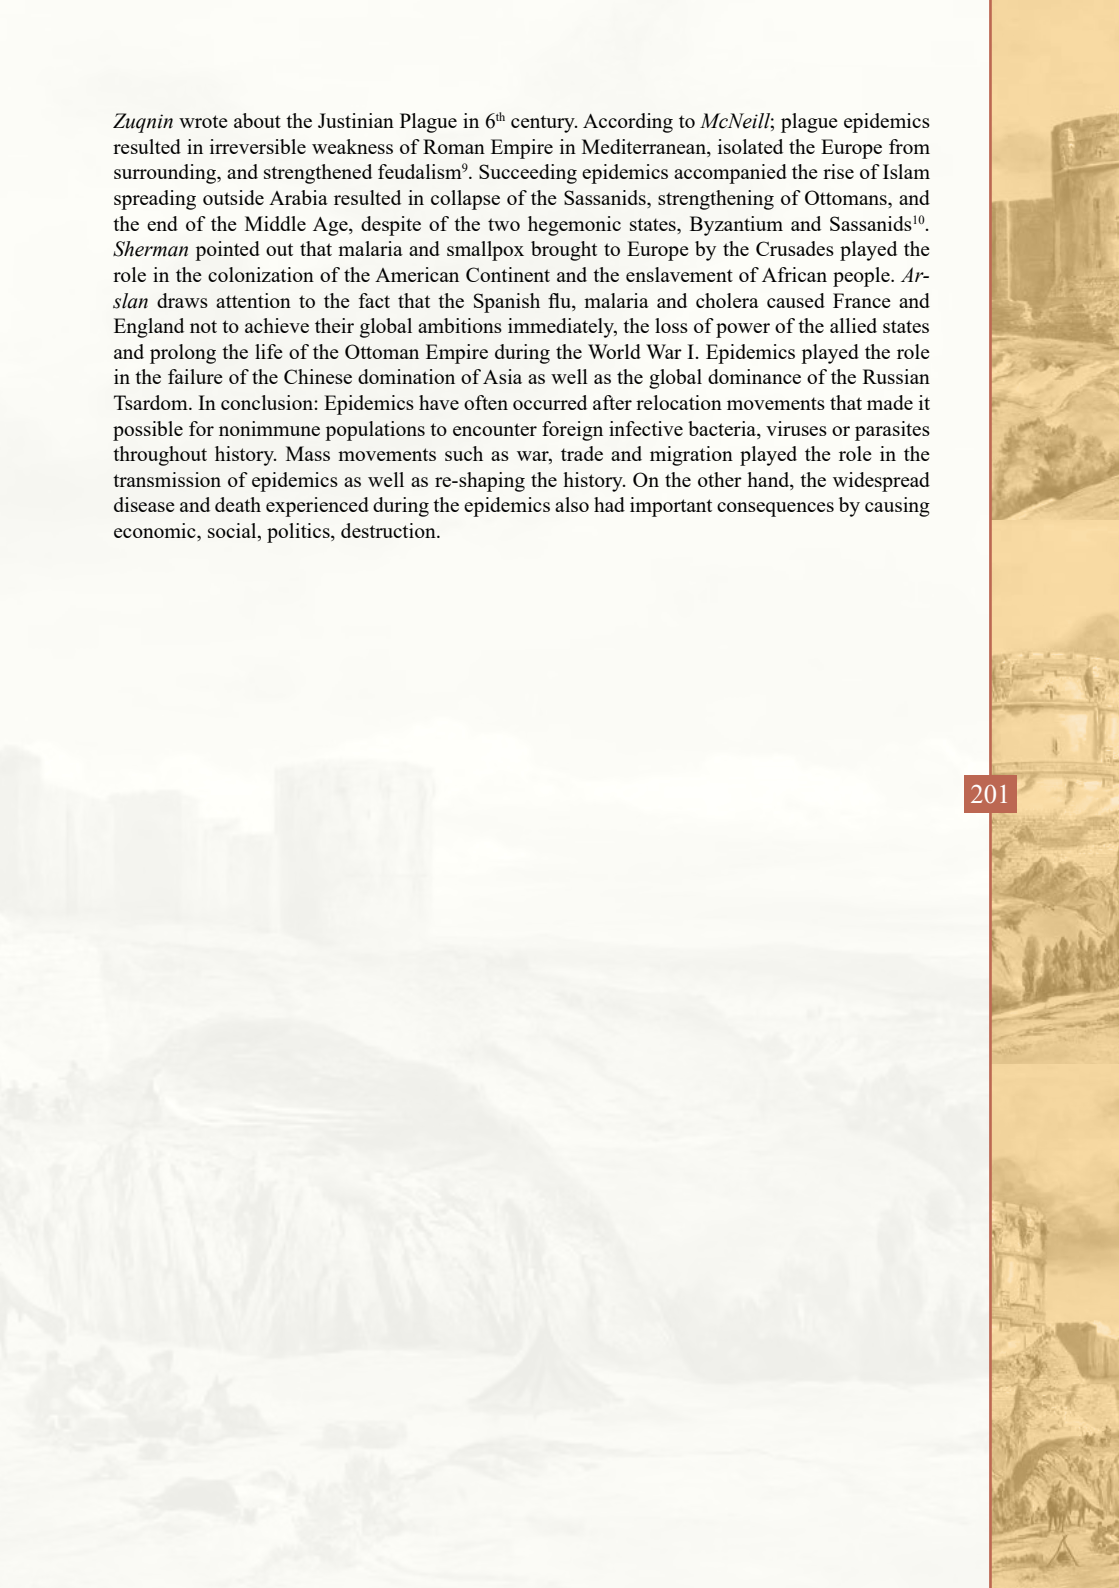 Zuqnin wrote about the Justinian Plague in 6th century. According to McNeill; plague epidemics
resulted in irreversible weakness of Roman Empire in Mediterranean, isolated the Europe from
surrounding, and strengthened feudalism9. Succeeding epidemics accompanied the rise of Islam
spreading outside Arabia resulted in collapse of the Sassanids, strengthening of Ottomans, and
the end of the Middle Age, despite of the two hegemonic states, Byzantium and Sassanids10.
Sherman pointed out that malaria and smallpox brought to Europe by the Crusades played the
role in the colonization of the American Continent and the enslavement of African people. Ar-
slan draws attention to the fact that the Spanish flu, malaria and cholera caused France and
England not to achieve their global ambitions immediately, the loss of power of the allied states
and prolong the life of the Ottoman Empire during the World War I. Epidemics played the role
in the failure of the Chinese domination of Asia as well as the global dominance of the Russian
Tsardom. In conclusion: Epidemics have often occurred after relocation movements that made it
possible for nonimmune populations to encounter foreign infective bacteria, viruses or parasites
throughout history. Mass movements such as war, trade and migration played the role in the
transmission of epidemics as well as re-shaping the history. On the other hand, the widespread
disease and death experienced during the epidemics also had important consequences by causing
economic, social, politics, destruction.
201